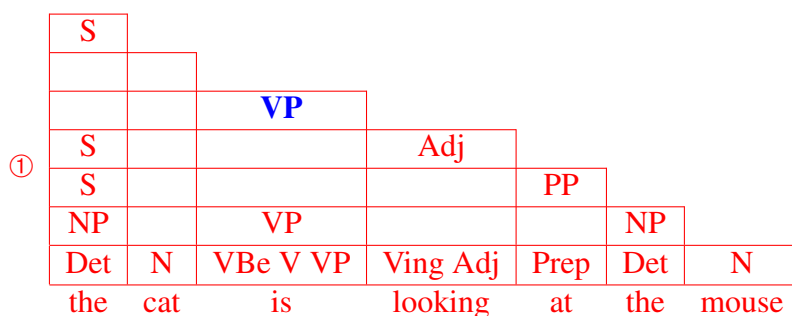 S
VP
① S Adj
S PP
NP VP NP
Det N VBe V VP Ving Adj Prep Det N
the cat is looking at the mouse